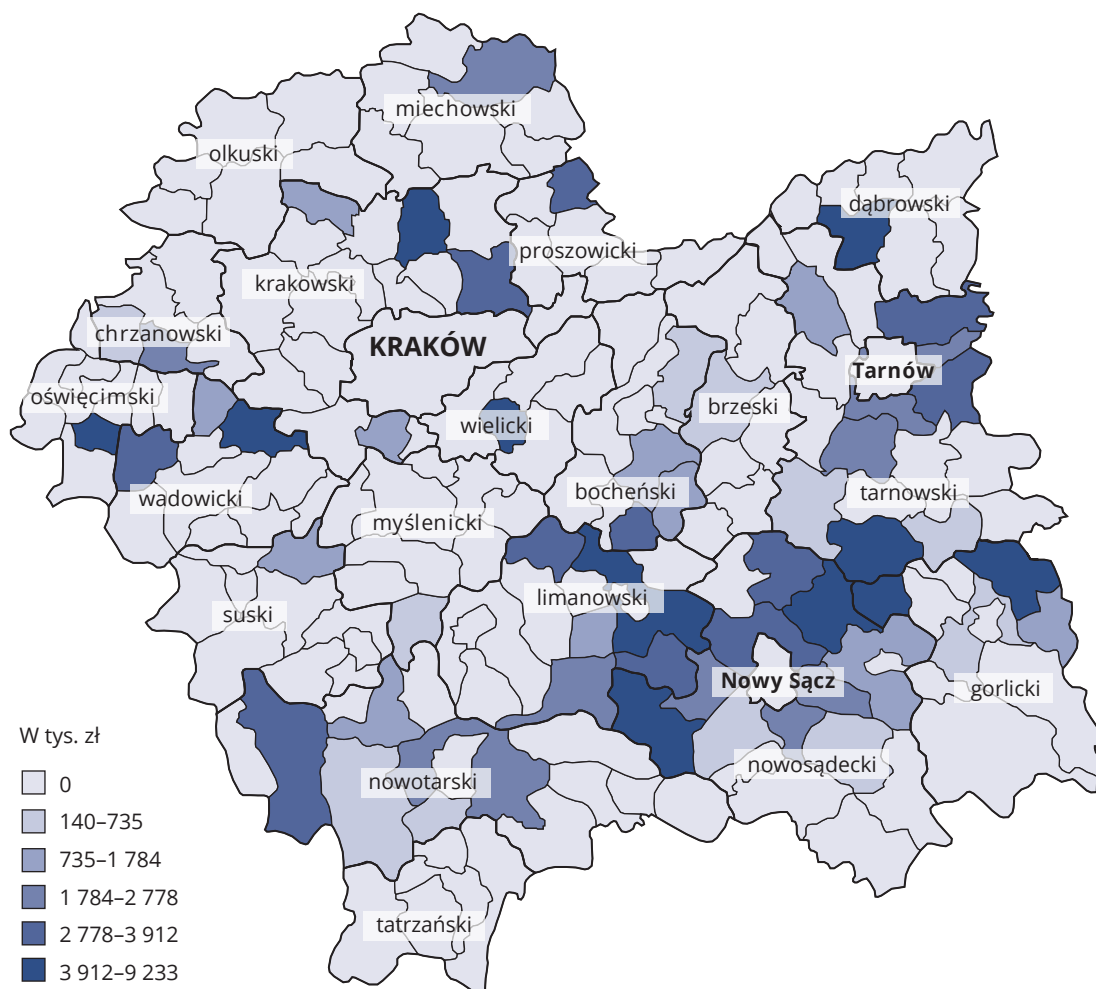 miechowski
olkuski
dąbrowski
proszowicki
krakowski
chrzanowski
KRAKÓW
Tarnów
oświęcimski
brzeski
wielicki
bocheński
tarnowski
wadowicki
myślenicki
limanowski
suski
Nowy Sącz
gorlicki
nowosądecki
nowotarski
tatrzański
W tys. zł
0
140–735
735–1 784
1 784–2 778
2 778–3 912
3 912–9 233